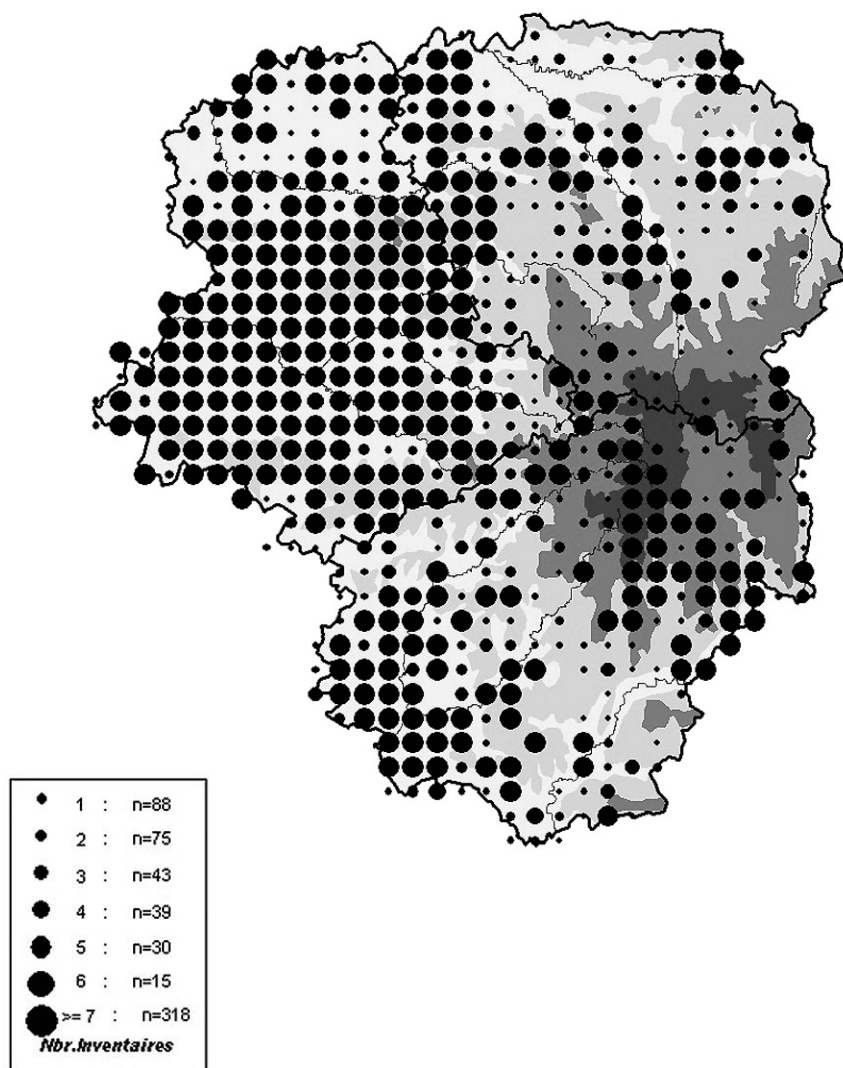 1 : n=88
2 : n=75
3 : n=43
4 : n=39
5 : n=30
6 : n=15
>= 7 : n=318
Nbr.Inventaires